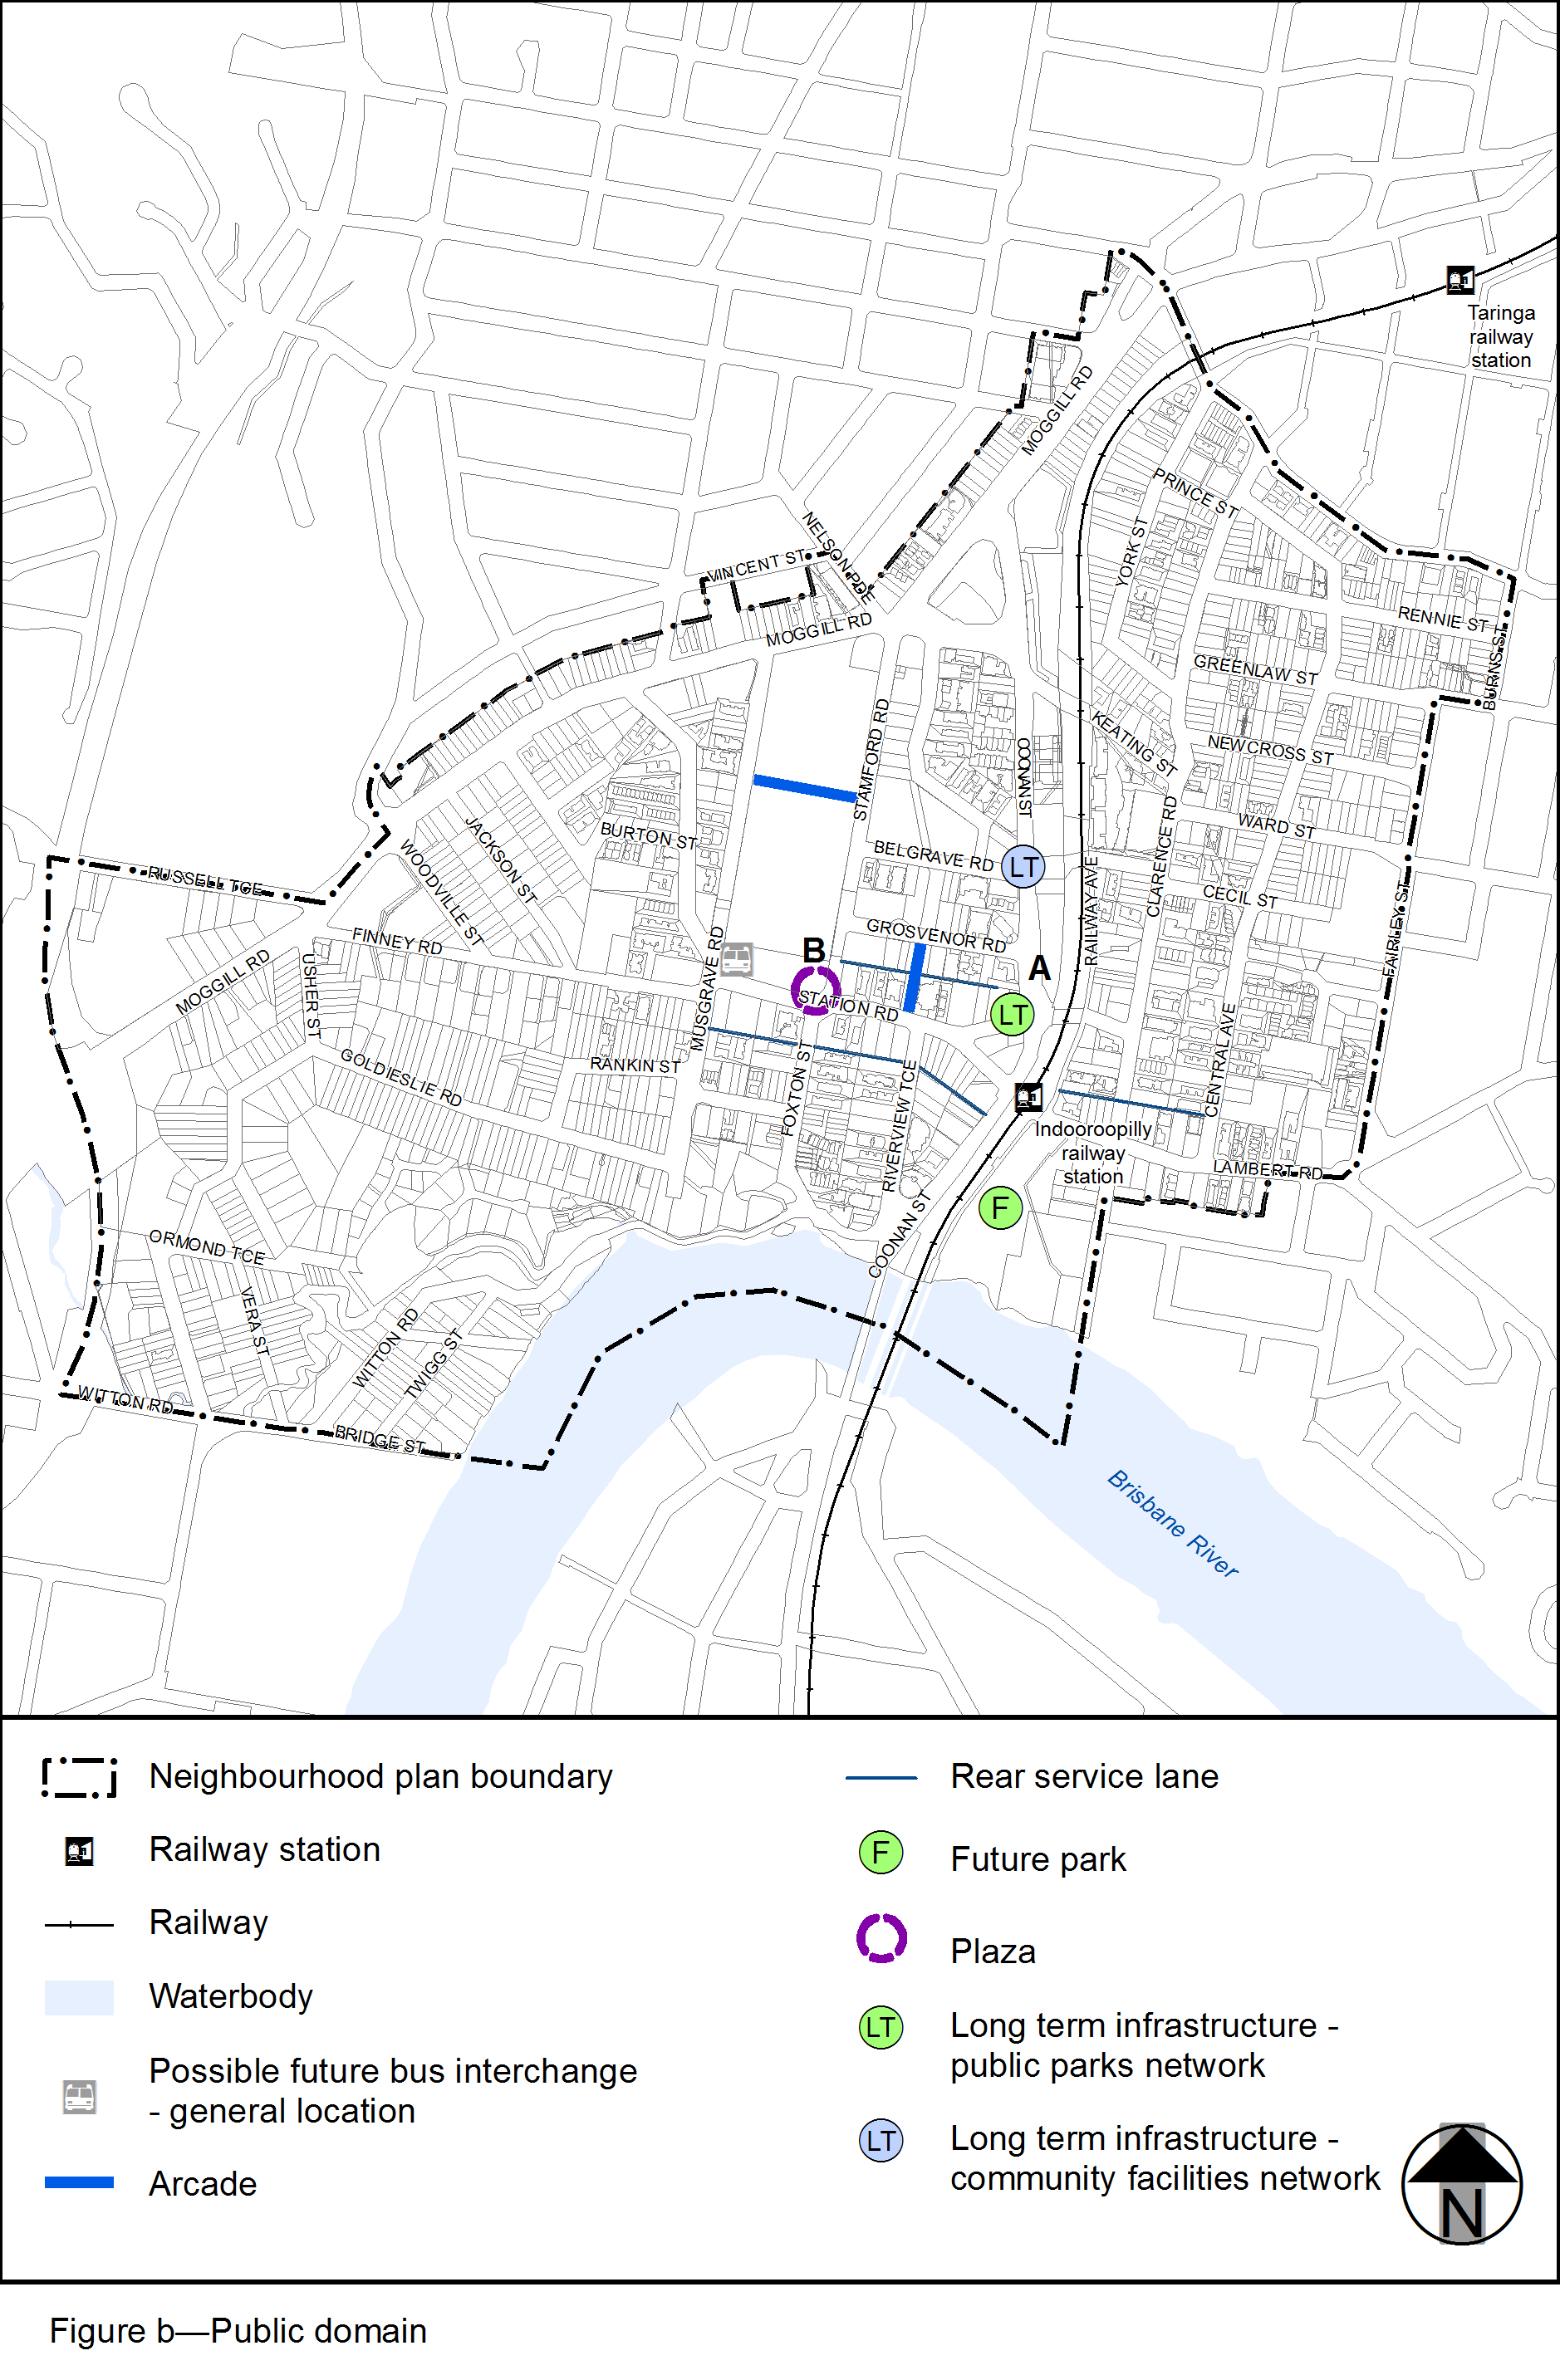 Taringa
railway
station
MOGGILL RD
PRINCE ST
YORK ST
NELSON PDE
VINCENT ST
MOGGILL RD
RENNIE ST
BURNS ST
GREENLAW ST
KEATING ST
NEWCROSS ST
STAMFORD RD
COONAN ST
WARD ST
BURTON ST
JACKSON ST
WOODVILLE ST
BELGRAVE RD
LT
CLARENCE RD
RAILWAY AVE
CECIL ST
RUSSELL TCE
FAIRLEY ST
FINNEY RD
GROSVENOR RD
B
A
MOGGILL RD
USHER ST
MUSGRAVE RD
STATION RD
LT
GOLDIESLIE RD
RANKIN ST
FOXTON ST
RIVERVIEW TCE
CENTRAL AVE
Indooroopilly
railway
station
LAMBERT RD
F
COONAN ST
ORMOND TCE
VERA ST
WITTON RD
TWIGG ST
WITTON RD
BRIDGE ST
Brisbane River
Neighbourhood plan boundary
Railway station
Railway
Waterbody
Possible future bus interchange
- general location
Arcade
Rear service lane
F
Future park
Plaza
LT
Long term infrastructure -
public parks network
LT
Long term infrastructure -
community facilities network
N
Figure b—Public domain